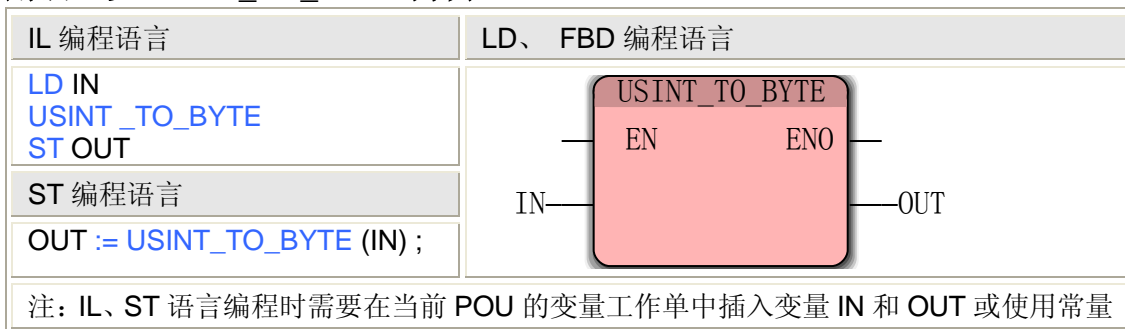 IL 编程语言
LD、 FBD 编程语言
LD IN
USINT _TO_BYTE
ST OUT
ST 编程语言
OUT := USINT_TO_BYTE (IN) ;
USINT_TO_BYTE
EN ENO
IN OUT
注：IL、ST 语言编程时需要在当前 POU 的变量工作单中插入变量 IN 和 OUT 或使用常量